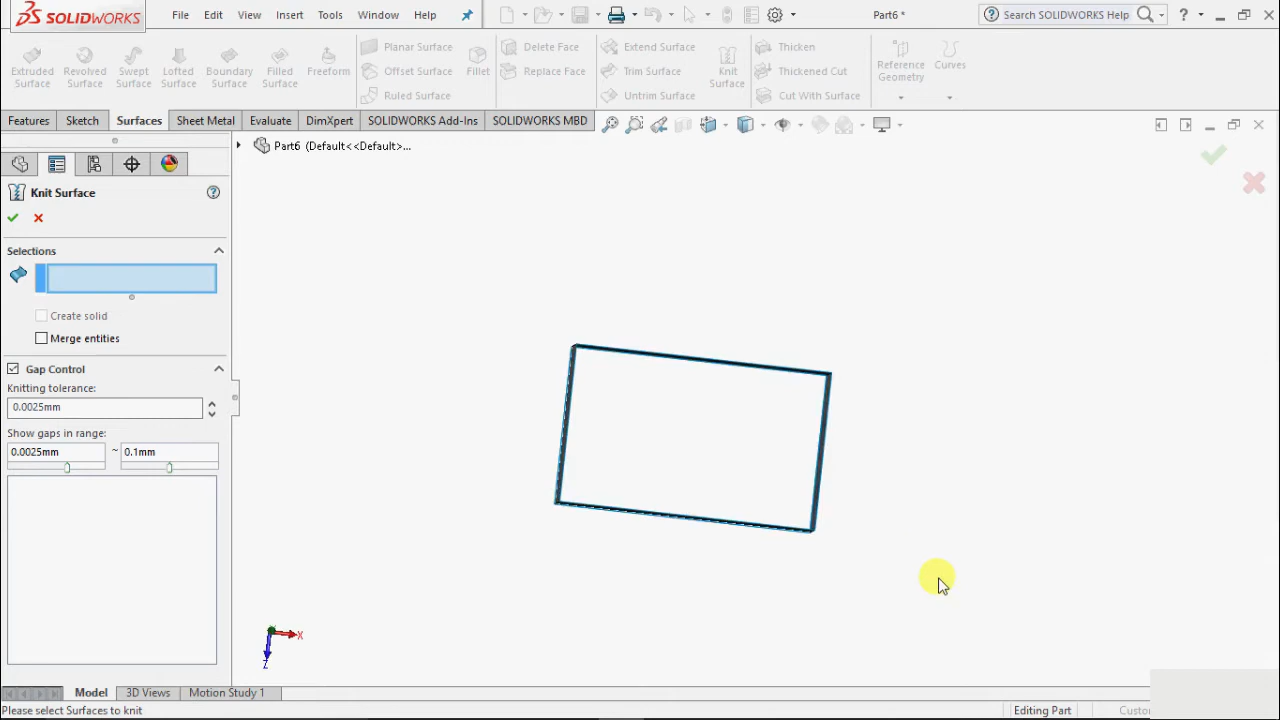 SOLIDWORKS File Edit View Insert Tools Window Help Part6 * Search SOLIDWORKS Help ?
Extruded Surface Revolved Surface Swept Surface Lofted Surface Boundary Surface Filled Surface Freeform
Planar Surface
Offset Surface
Ruled Surface
Fillet
Delete Face
Replace Face
Extend Surface
Trim Surface
Untrim Surface
Knit Surface
Thicken
Thickened Cut
Cut With Surface
Reference Geometry
Curves
Features Sketch Surfaces Sheet Metal Evaluate DimXpert SOLIDWORKS Add-Ins SOLIDWORKS MBD
Part6 (Default<<Default>...
Knit Surface ?
Selections
Create solid
Merge entities
Gap Control
Knitting tolerance:
0.0025mm
Show gaps in range:
0.0025mm ~ 0.1mm
X
Z
Model 3D Views Motion Study 1
Please select Surfaces to knit Editing Part Custo